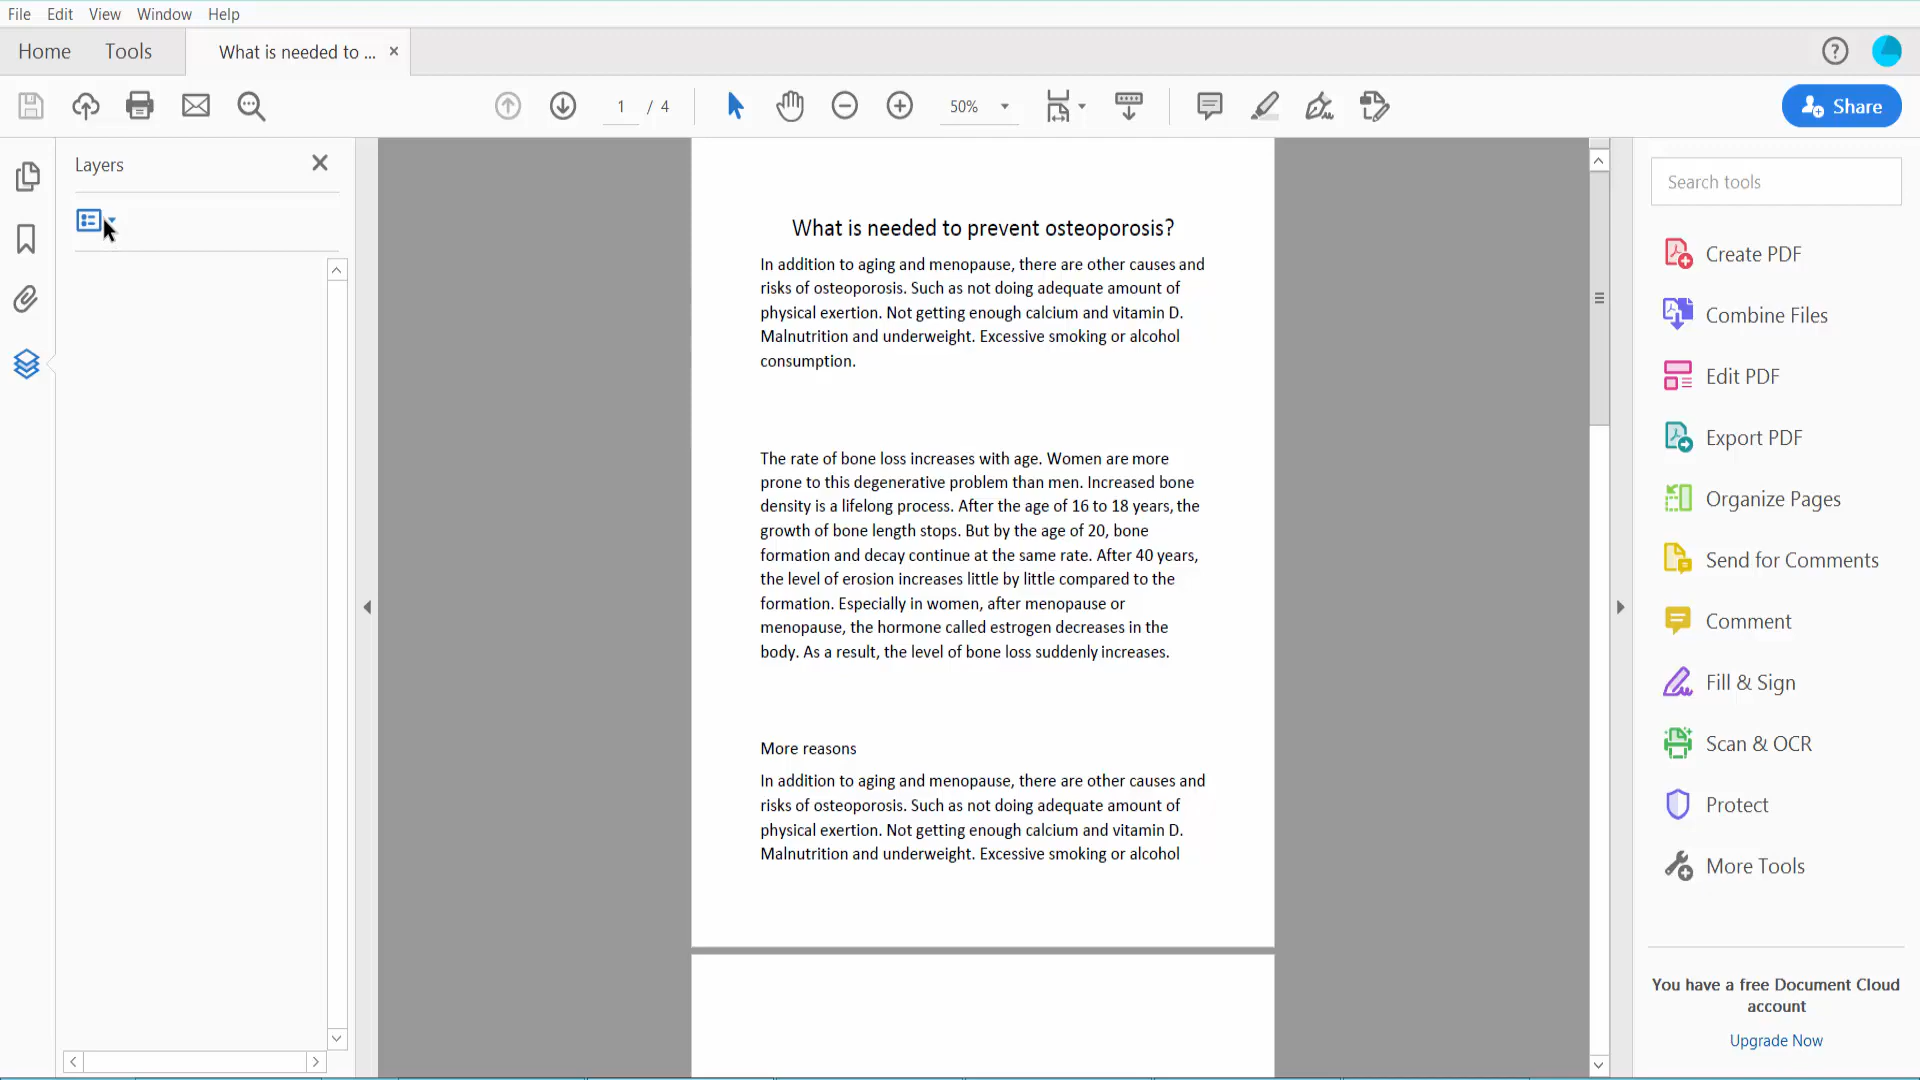 File Edit View Window Help
Home Tools What is needed to ... ×
1 / 4 50% Share
Layers
Search tools
Create PDF
Combine Files
Edit PDF
Export PDF
Organize Pages
Send for Comments
Comment
Fill & Sign
Scan & OCR
Protect
More Tools
You have a free Document Cloud
account
Upgrade Now
What is needed to prevent osteoporosis?
In addition to aging and menopause, there are other causes and
risks of osteoporosis. Such as not doing adequate amount of
physical exertion. Not getting enough calcium and vitamin D.
Malnutrition and underweight. Excessive smoking or alcohol
consumption.
The rate of bone loss increases with age. Women are more
prone to this degenerative problem than men. Increased bone
density is a lifelong process. After the age of 16 to 18 years, the
growth of bone length stops. But by the age of 20, bone
formation and decay continue at the same rate. After 40 years,
the level of erosion increases little by little compared to the
formation. Especially in women, after menopause or
menopause, the hormone called estrogen decreases in the
body. As a result, the level of bone loss suddenly increases.
More reasons
In addition to aging and menopause, there are other causes and
risks of osteoporosis. Such as not doing adequate amount of
physical exertion. Not getting enough calcium and vitamin D.
Malnutrition and underweight. Excessive smoking or alcohol